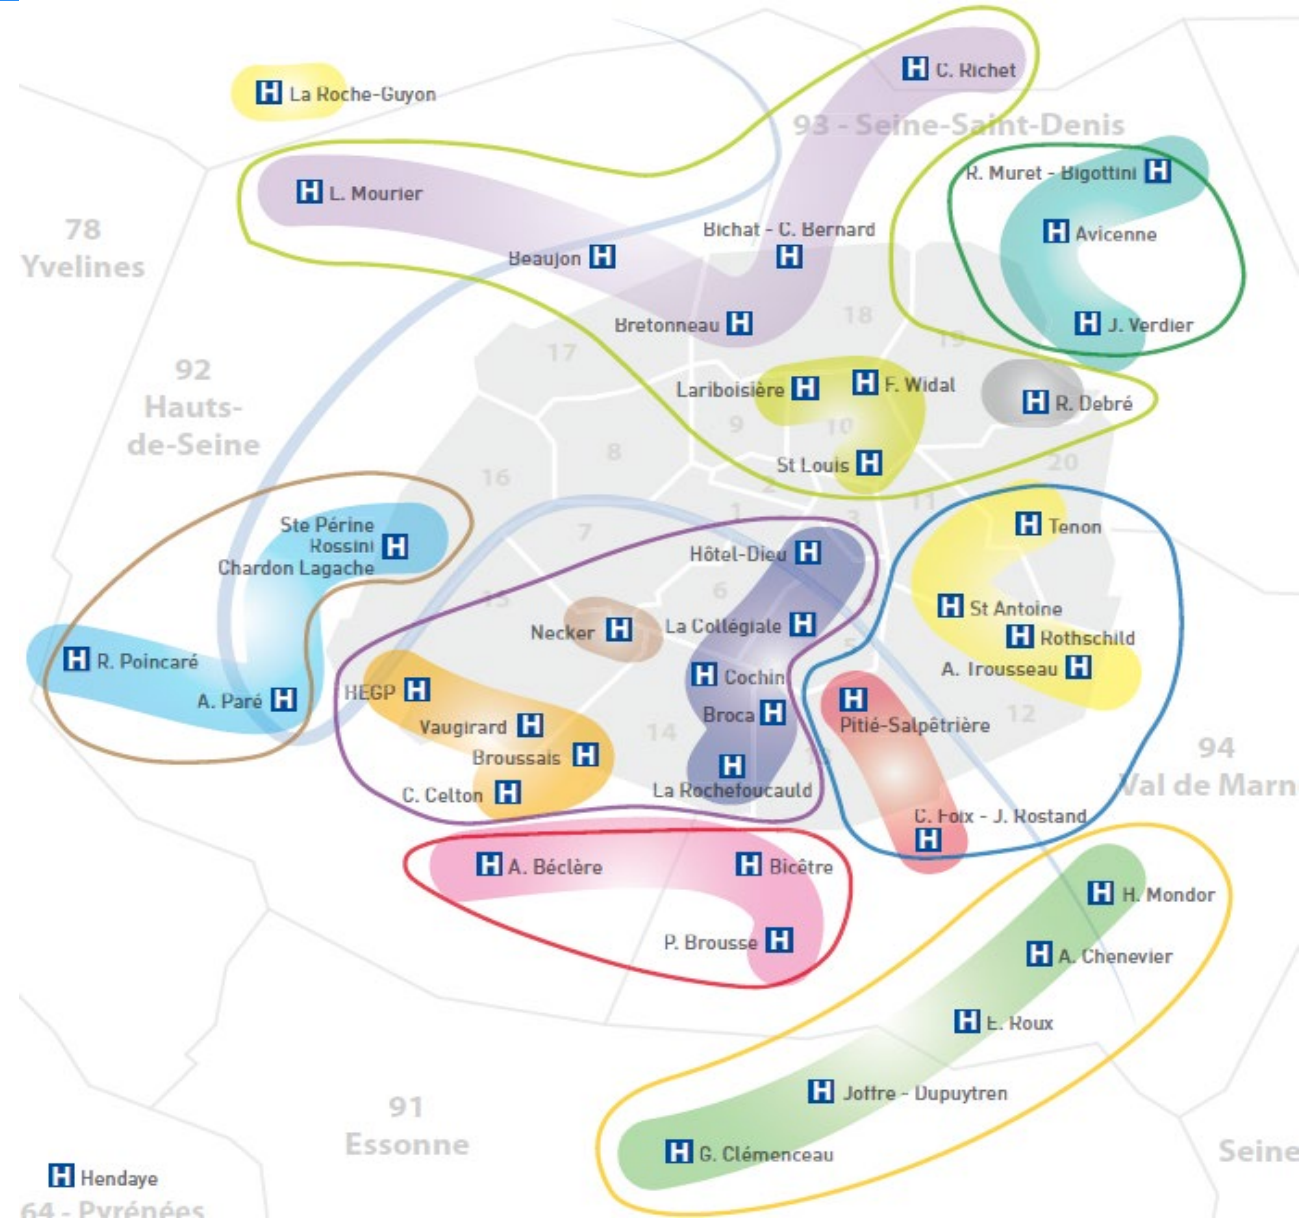 C. Richet
H La Roche-Guyon
93 - Seine-Saint-Denis
R. Muret - Bigottini H
H L. Mourier
78
Yvelines
Bichat - C. Bernard
H
H Avicenne
Beaujon H
Bretonneau H
18
H J. Verdier
19
17
92
Hauts-
de-Seine
Lariboisière H
H F. Widal
H R. Debré
9
10
8
St Louis H
20
16
2
11
1
3
7
Ste Périne
Rossini H
Chardon Lagache
H Tenon
Hôtel-Dieu H
6
15
H St Antoine
Necker H
La Collégiale H
H Rothschild
5
H R. Poincaré
A. Trousseau H
H Cochin
HEGP H
A. Paré H
H
Pitié-Salpêtrière
Broca H
12
Vaugirard H
14
13
Broussais H
94
Val de Marn
H
La Rochefoucauld
C. Celton H
C. Foix - J. Rostand
H
H A. Béclère
H Bicêtre
H H. Mondor
P. Brousse H
H A. Chenevier
H E. Roux
H Joffre - Dupuytren
91
Essonne
H G. Clémenceau
Seine
H Hendaye
64 - Pyrénées